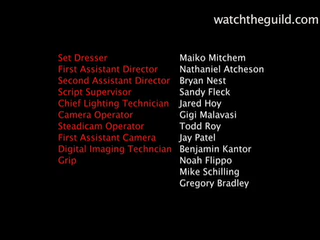 watchtheguild.com
Set Dresser Maiko Mitchem
First Assistant Director Nathaniel Atcheson
Second Assistant Director Bryan Nest
Script Supervisor Sandy Fleck
Chief Lighting Technician Jared Hoy
Camera Operator Gigi Malavasi
Steadicam Operator Todd Roy
First Assistant Camera Jay Patel
Digital Imaging Techncian Benjamin Kantor
Grip Noah Flippo
Mike Schilling
Gregory Bradley